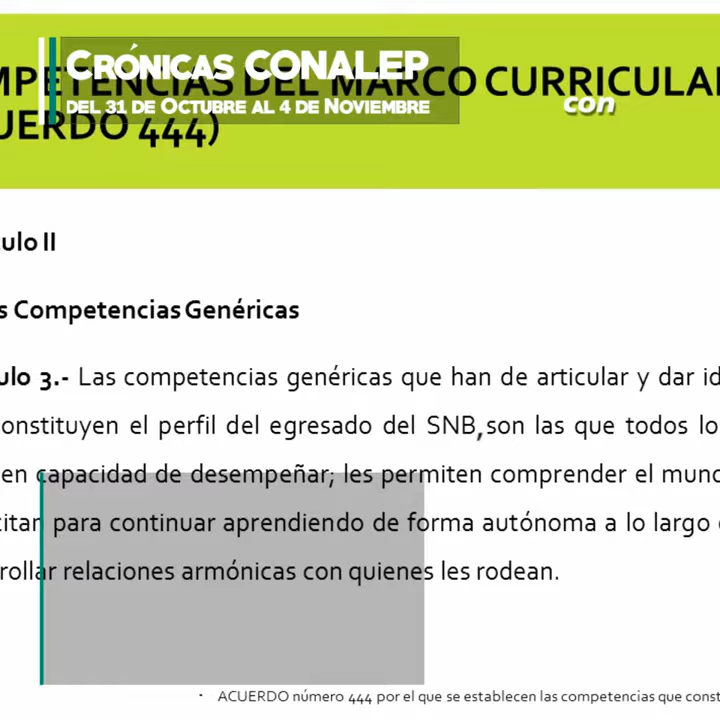 CRÓNICAS CONALEP
DEL 31 DE OCTUBRE AL 4 DE NOVIEMBRE
MPETENCIAS DEL MARCO CURRICULA
con
UERDO 444)
ulo II
s Competencias Genéricas
ulo 3.- Las competencias genéricas que han de articular y dar id
onstituyen el perfil del egresado del SNB,son las que todos lo
en capacidad de desempeñar; les permiten comprender el mund
citar para continuar aprendiendo de forma autónoma a lo largo
rollar relaciones armónicas con quienes les rodean.
· ACUERDO número 444 por el que se establecen las competencias que const